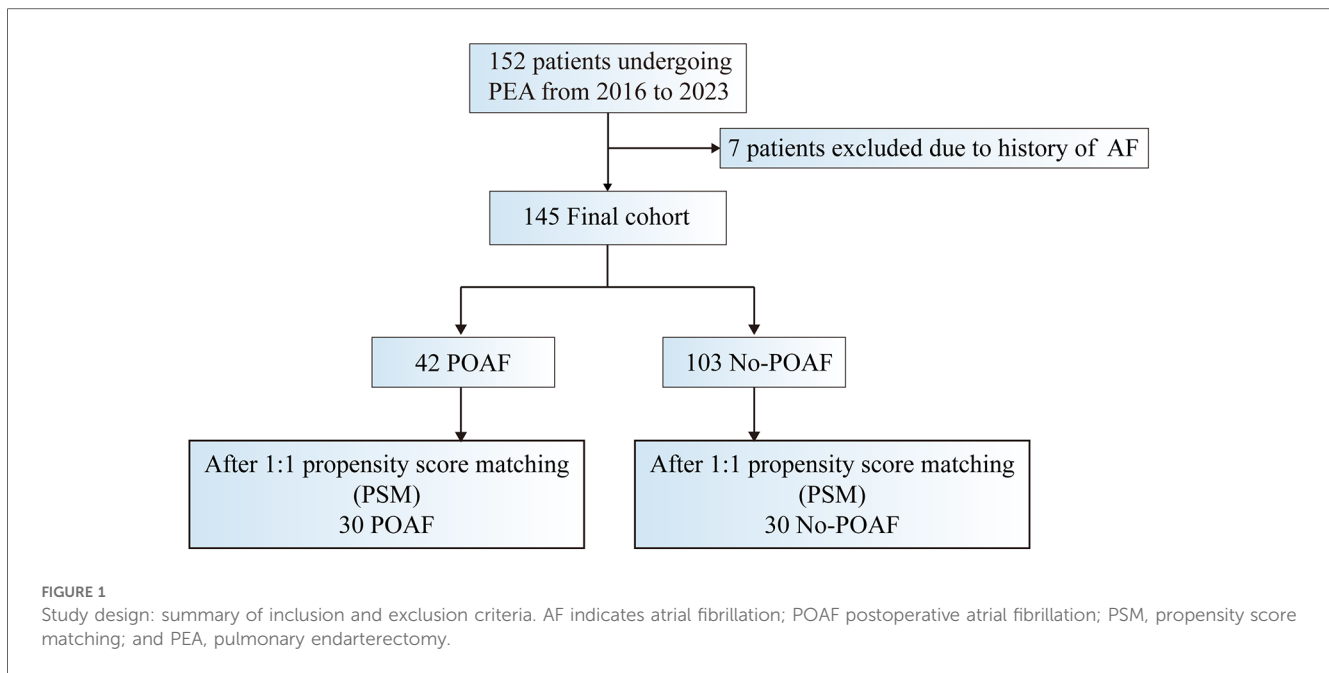 152 patients undergoing
PEA from 2016 to 2023
7 patients excluded due to history of AF
145 Final cohort
42 POAF
103 No-POAF
After 1:1 propensity score matching
(PSM)
30 POAF
After 1:1 propensity score matching
(PSM)
30 No-POAF
FIGURE 1
Study design: summary of inclusion and exclusion criteria. AF indicates atrial fibrillation; POAF postoperative atrial fibrillation; PSM, propensity score
matching; and PEA, pulmonary endarterectomy.